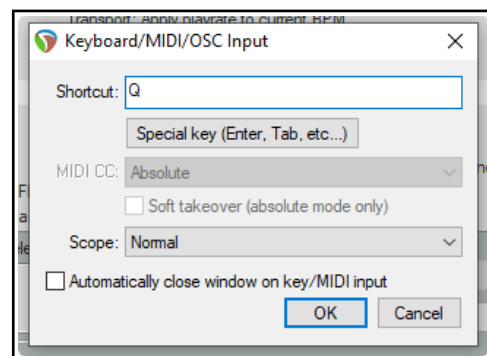 Transport: Apply playrate to current BPM
Keyboard/MIDI/OSC Input
Shortcut: Q
Special key (Enter, Tab, etc...)
MIDI CC: Absolute
Soft takeover (absolute mode only)
Scope: Normal
Automatically close window on key/MIDI input
OK Cancel